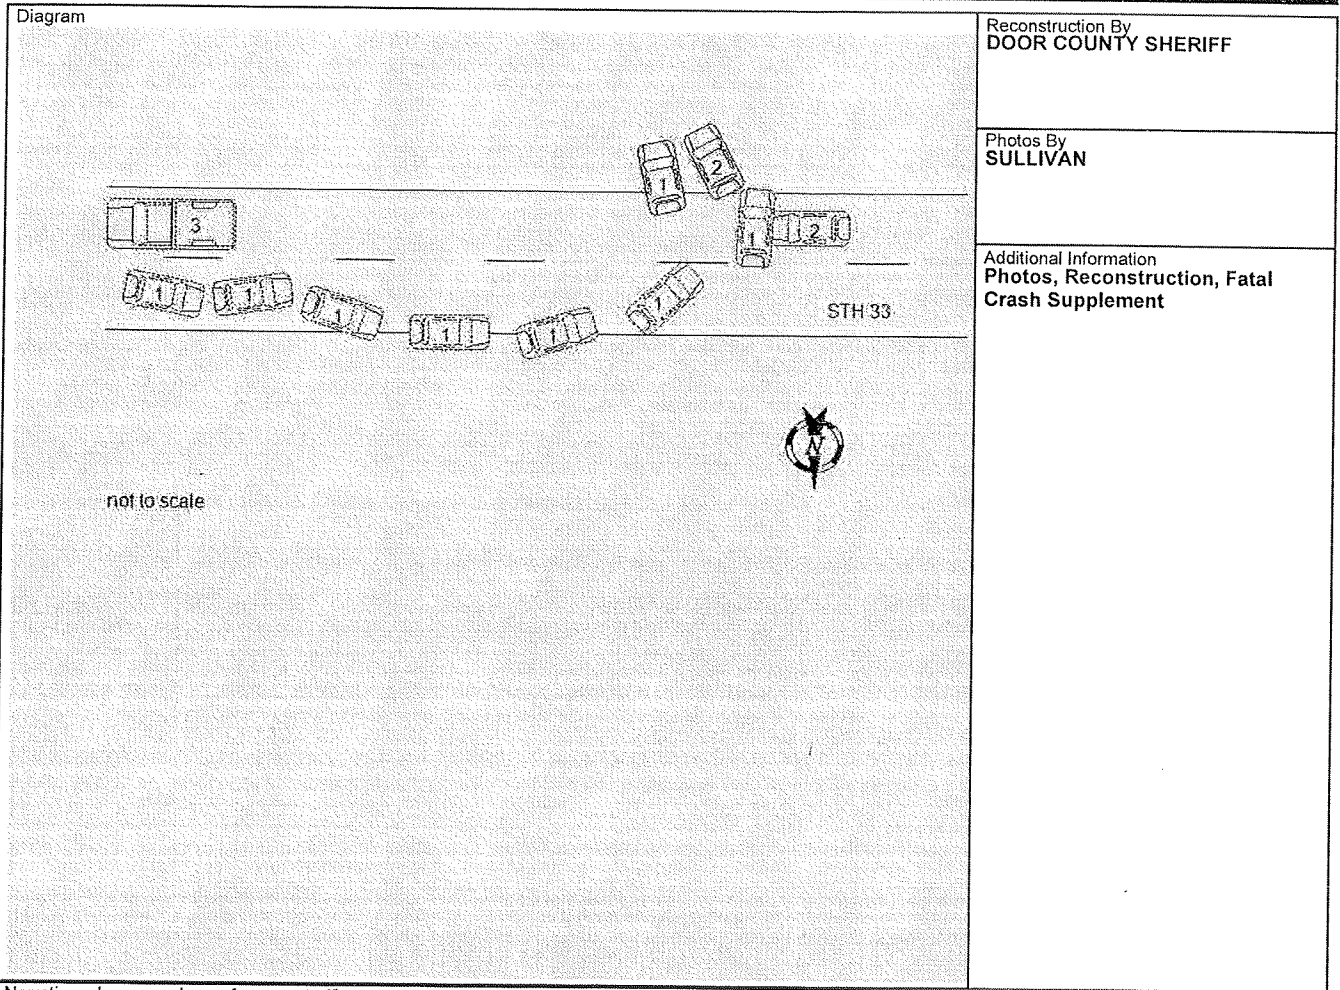 Diagram
Reconstruction By
DOOR COUNTY SHERIFF
Photos By
SULLIVAN
Additional Information
Photos, Reconstruction, Fatal
Crash Supplement
1
2
3
1
2
1
1
1
1
1
1
STH 33
N
not to scale